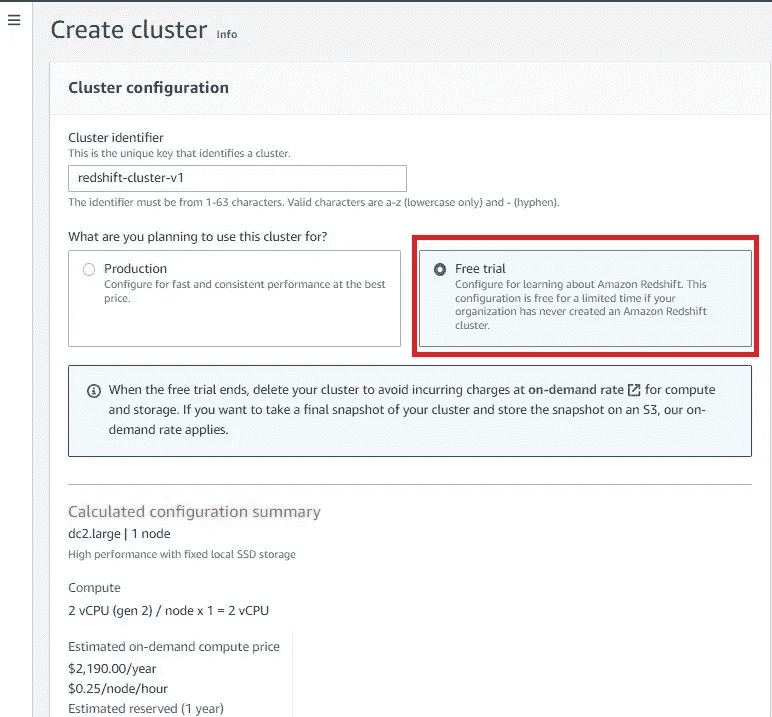 Create cluster Info
Cluster configuration
Cluster identifier
This is the unique key that identifies a cluster.
redshift-cluster-v1
The identifier must be from 1-63 characters. Valid characters are a-z (lowercase only) and - (hyphen).
What are you planning to use this cluster for?
Production
Configure for fast and consistent performance at the best
price.
Free trial
Configure for learning about Amazon Redshift. This
configuration is free for a limited time if your
organization has never created an Amazon Redshift
cluster.
When the free trial ends, delete your cluster to avoid incurring charges at on-demand rate for compute
and storage. If you want to take a final snapshot of your cluster and store the snapshot on an S3, our on-
demand rate applies.
Calculated configuration summary
dc2.large | 1 node
High performance with fixed local SSD storage
Compute
2 vCPU (gen 2) / node x 1 = 2 vCPU
Estimated on-demand compute price
$2,190.00/year
$0.25/node/hour
Estimated reserved (1 year)